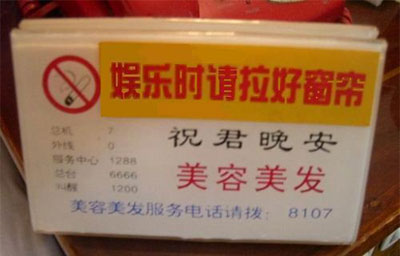 娱乐时请拉好窗帘
总机 7
外线 0
服务中心 1288
总台 6666
叫醒 1200
祝君晚安
美容美发
美容美发服务电话请拨: 8107